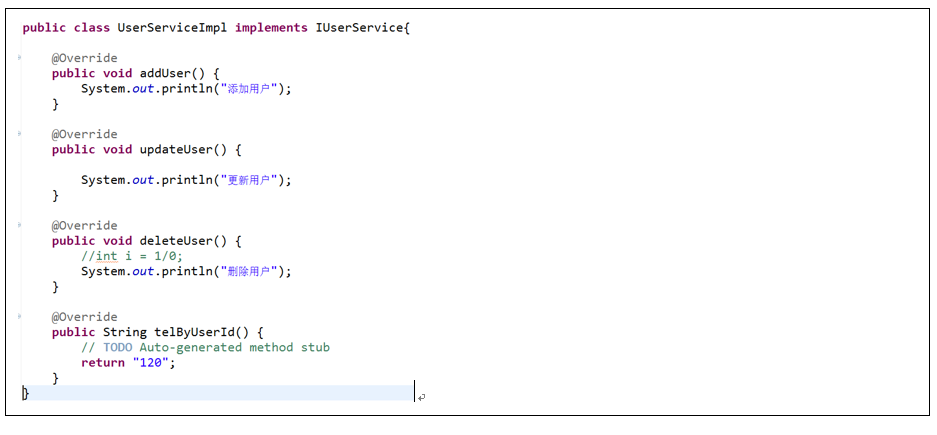 public class UserServiceImpl implements IUserService{
@Override
public void addUser() {
System.out.println("添加用户");
}
@Override
public void updateUser() {
System.out.println("更新用户");
}
@Override
public void deleteUser() {
//int i = 1/0;
System.out.println("删除用户");
}
@Override
public String telByUserId() {
// TODO Auto-generated method stub
return "120";
}
}